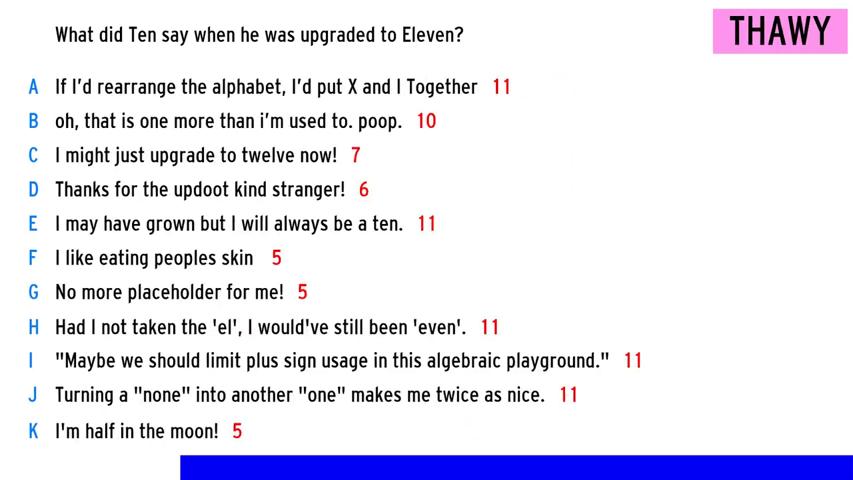 What did Ten say when he was upgraded to Eleven?
THAWY
A If I'd rearrange the alphabet, I'd put X and I Together 11
B oh, that is one more than i'm used to. poop. 10
C I might just upgrade to twelve now! 7
D Thanks for the updoot kind stranger! 6
E I may have grown but I will always be a ten. 11
F I like eating peoples skin 5
G No more placeholder for me! 5
H Had I not taken the 'el', I would've still been 'even'. 11
I "Maybe we should limit plus sign usage in this algebraic playground." 11
J Turning a "none" into another "one" makes me twice as nice. 11
K I'm half in the moon! 5